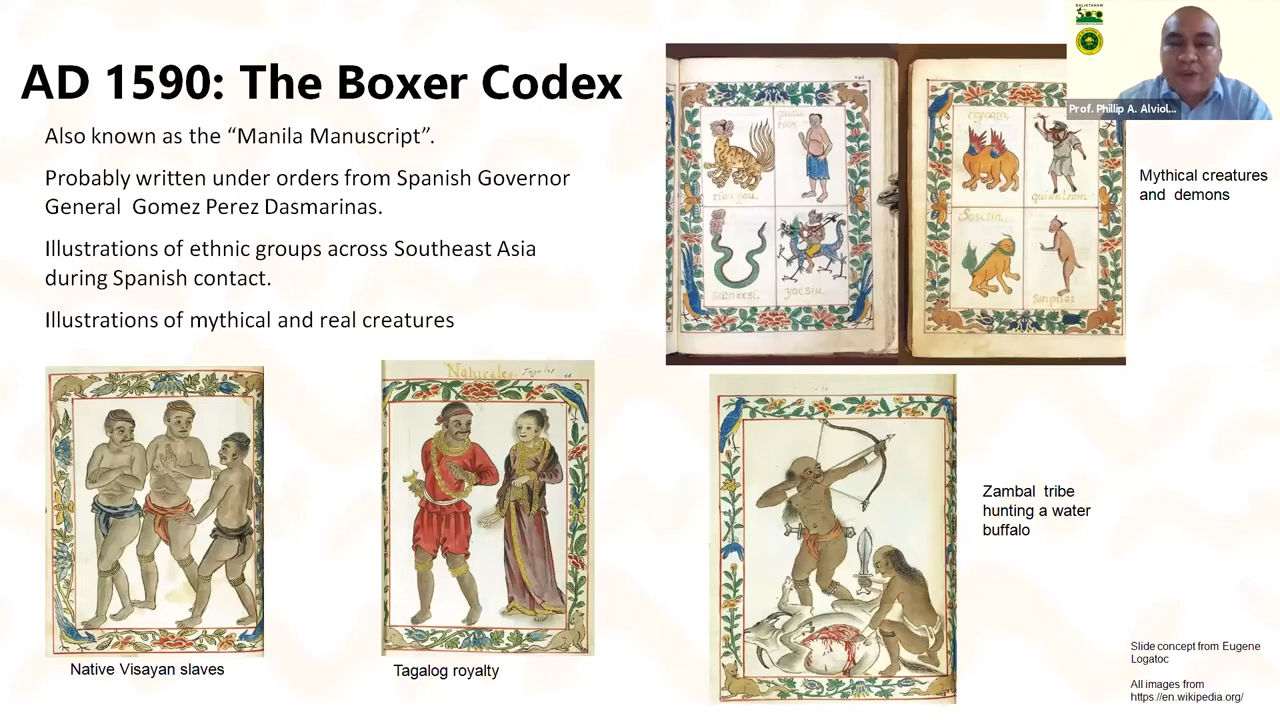 AD 1590: The Boxer Codex
Also known as the “Manila Manuscript”.
Probably written under orders from Spanish Governor
General Gomez Perez Dasmarinas.
Illustrations of ethnic groups across Southeast Asia
during Spanish contact.
Illustrations of mythical and real creatures
Prof. Phillip A. Alviol...
Mythical creatures
and demons
Naturales.
Native Visayan slaves
Tagalog royalty
Zambal tribe
hunting a water
buffalo
Slide concept from Eugene
Logatoc
All images from
https://en.wikipedia.org/